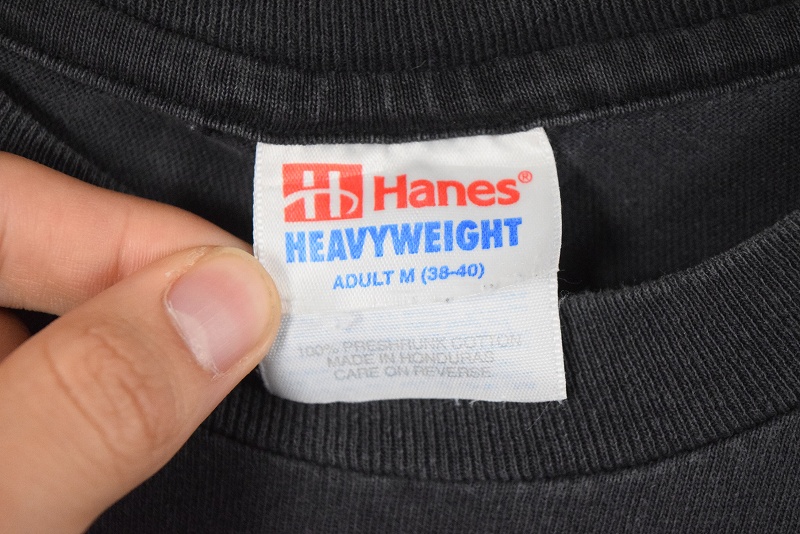 Hanes®
HEAVYWEIGHT
ADULT M (38-40)
100% PRESHRUNK COTTON
MADE IN HONDURAS
CARE ON REVERSE